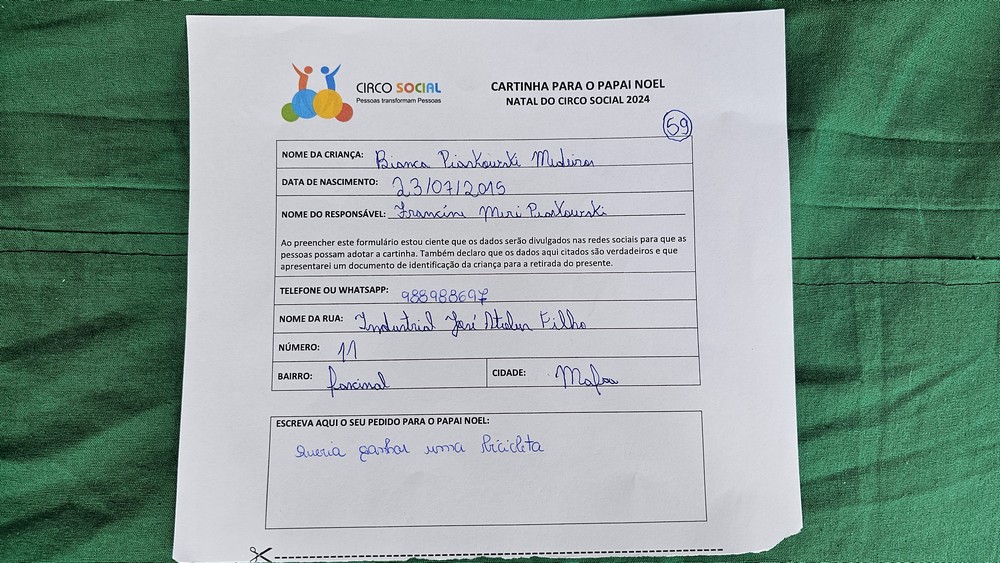 CIRCO SOCIAL
Pessoas transformam Pessoas
CARTINHA PARA O PAPAI NOEL
NATAL DO CIRCO SOCIAL 2024
59
NOME DA CRIANÇA: Bianca Piaskowski Medeiros
DATA DE NASCIMENTO: 23/07/2015
NOME DO RESPONSÁVEL: Francine Meri Piaskowski
Ao preencher este formulário estou ciente que os dados serão divulgados nas redes sociais para que as
pessoas possam adotar a cartinha. Também declaro que os dados aqui citados são verdadeiros e que
apresentarei um documento de identificação da criança para a retirada do presente.
TELEFONE OU WHATSAPP: 988988697
NOME DA RUA: Industrial José Filho
NÚMERO: 11
BAIRRO:
CIDADE: Mafra
ESCREVA AQUI O SEU PEDIDO PARA O PAPAI NOEL:
queria ganhar uma bicicleta